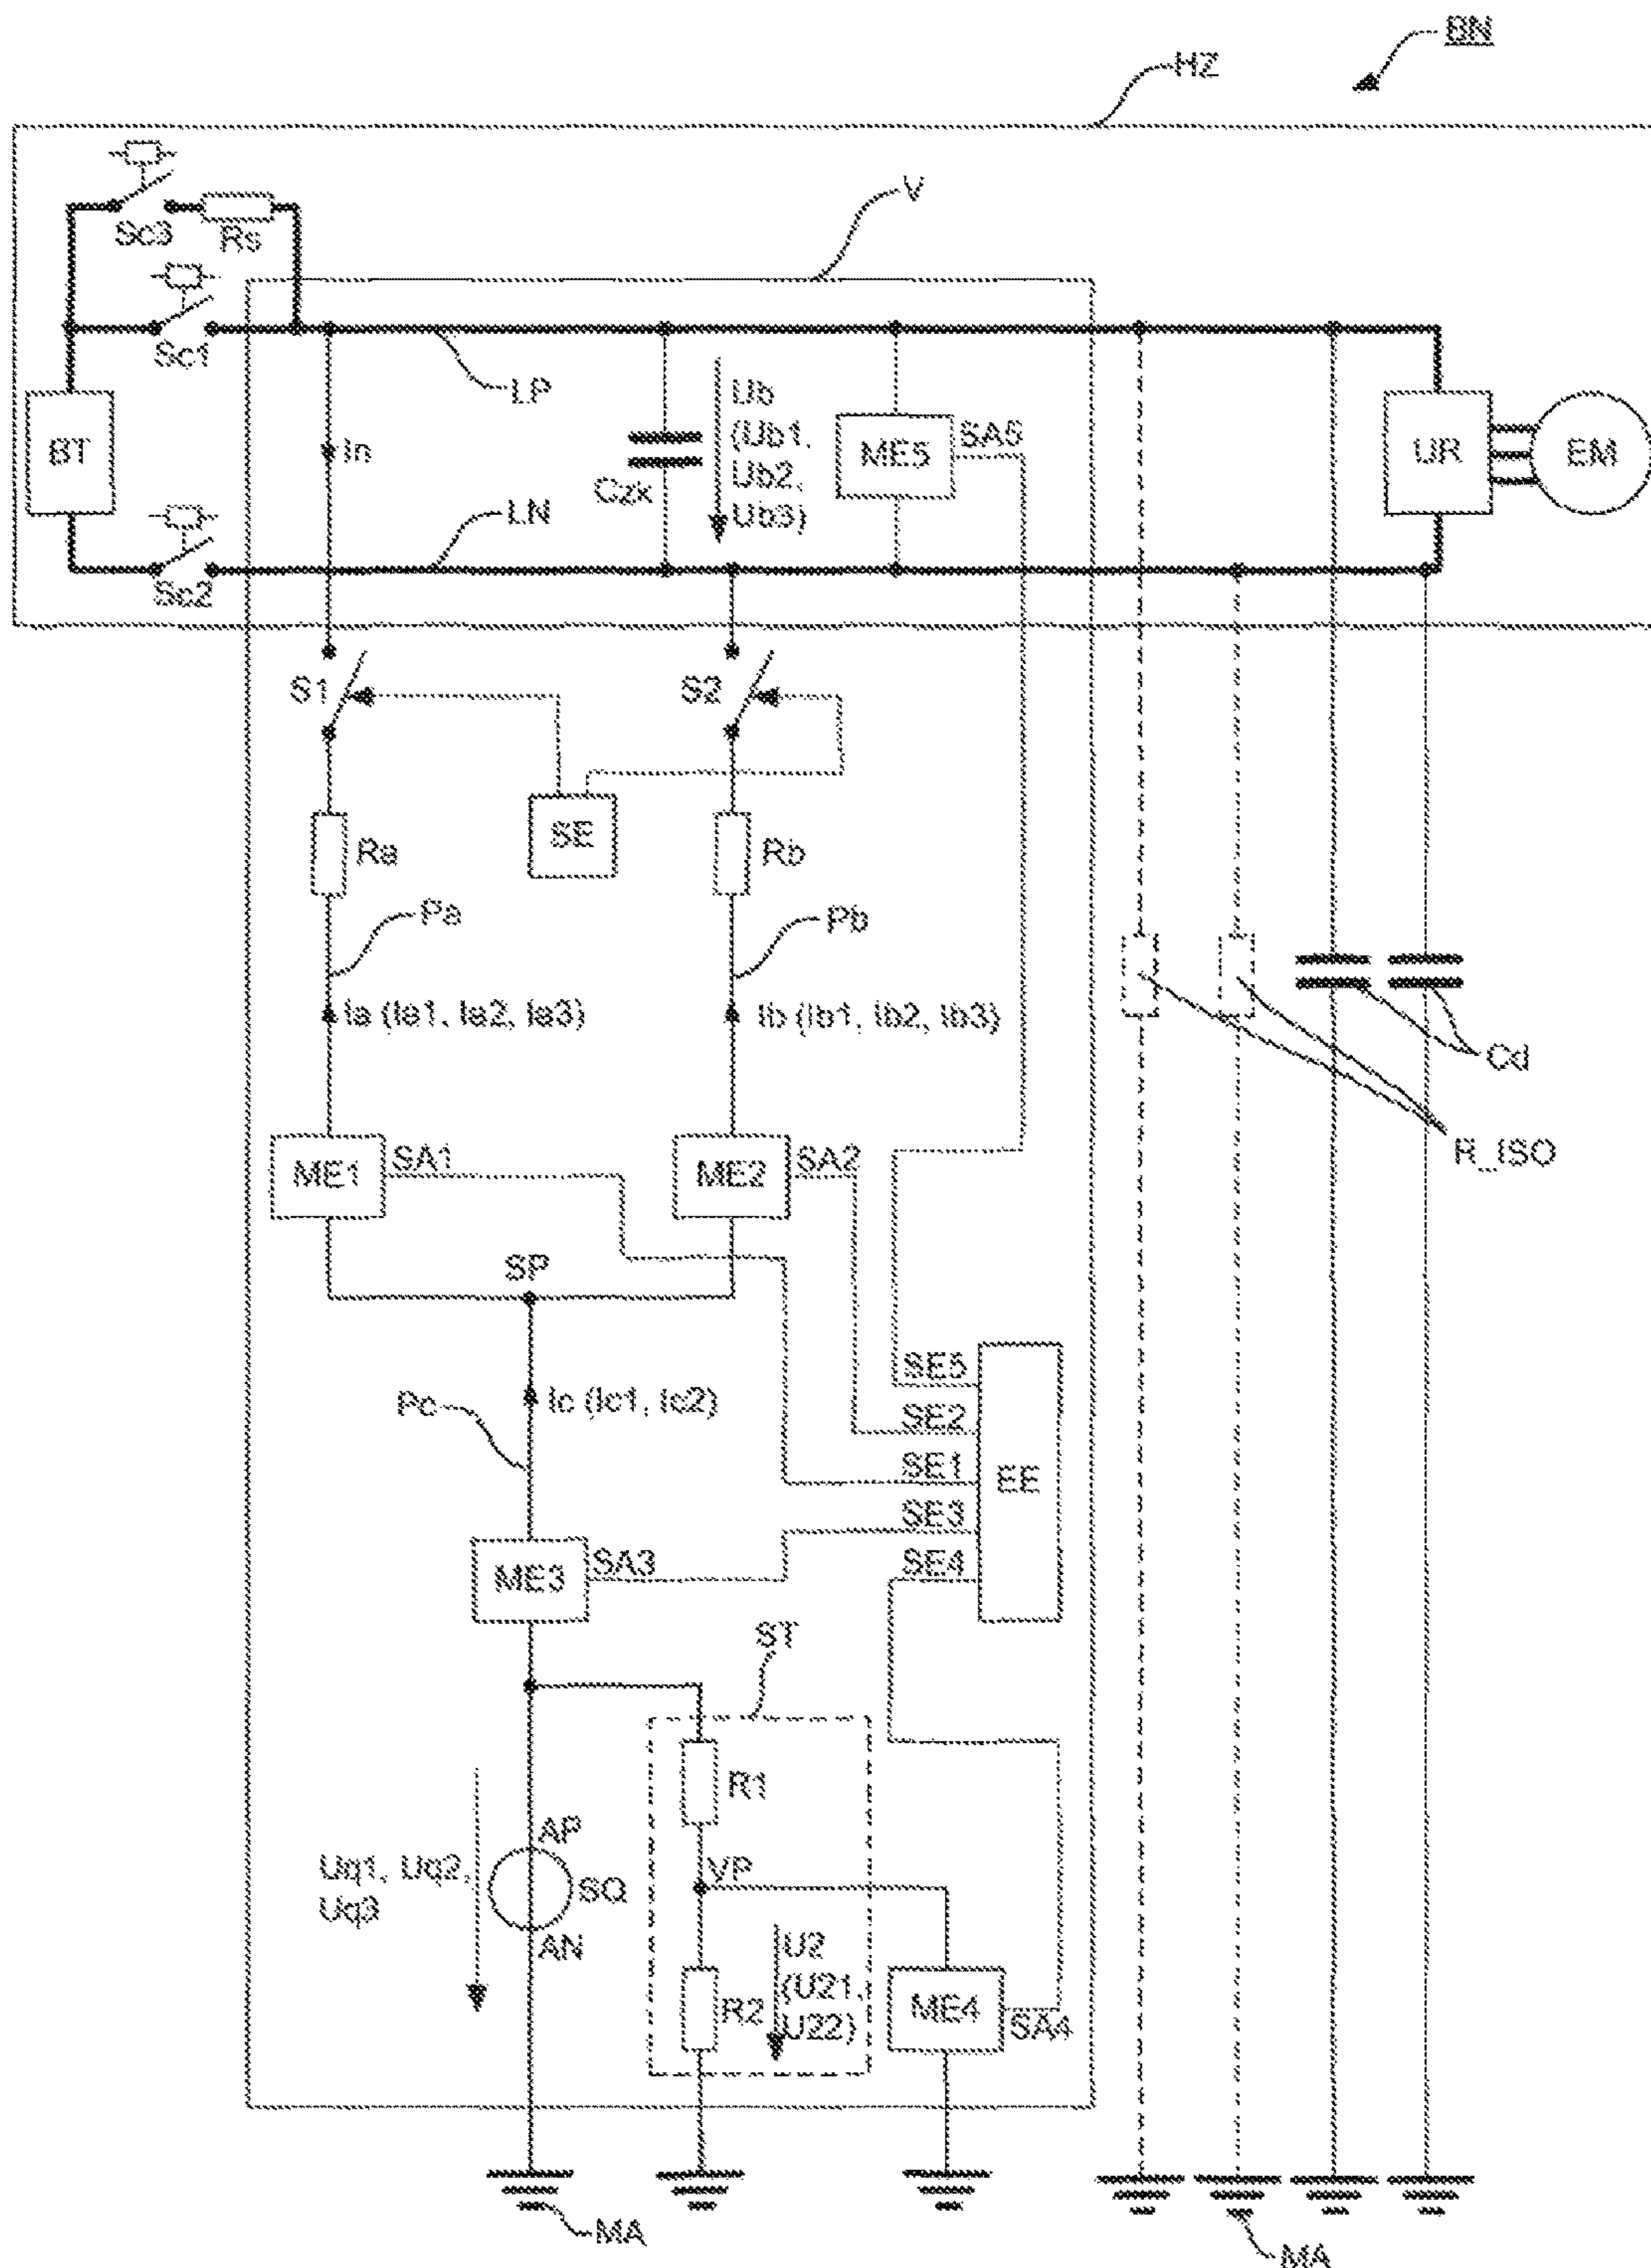 BN
HZ
V
Sc3
Rs
Sc1
LP
Ub
(Ub1,
Ub2,
Ub3)
BT
In
Czk
ME5
SA5
UR
EM
LN
Sc2
S1
S2
SE
Ra
Rb
Pa
Pb
Ia (Ia1, Ia2, Ia3)
Ib (Ib1, Ib2, Ib3)
Cd
R_ISO
ME1
SA1
ME2
SA2
SP
SE5
Pc
Ic (Ic1, Ic2)
SE2
SE1
EE
SE3
ME3
SA3
SE4
ST
R1
AP
VP
Uq1, Uq2,
Uq3
SQ
AN
U2
(U21,
U22)
R2
ME4
SA4
MA
MA